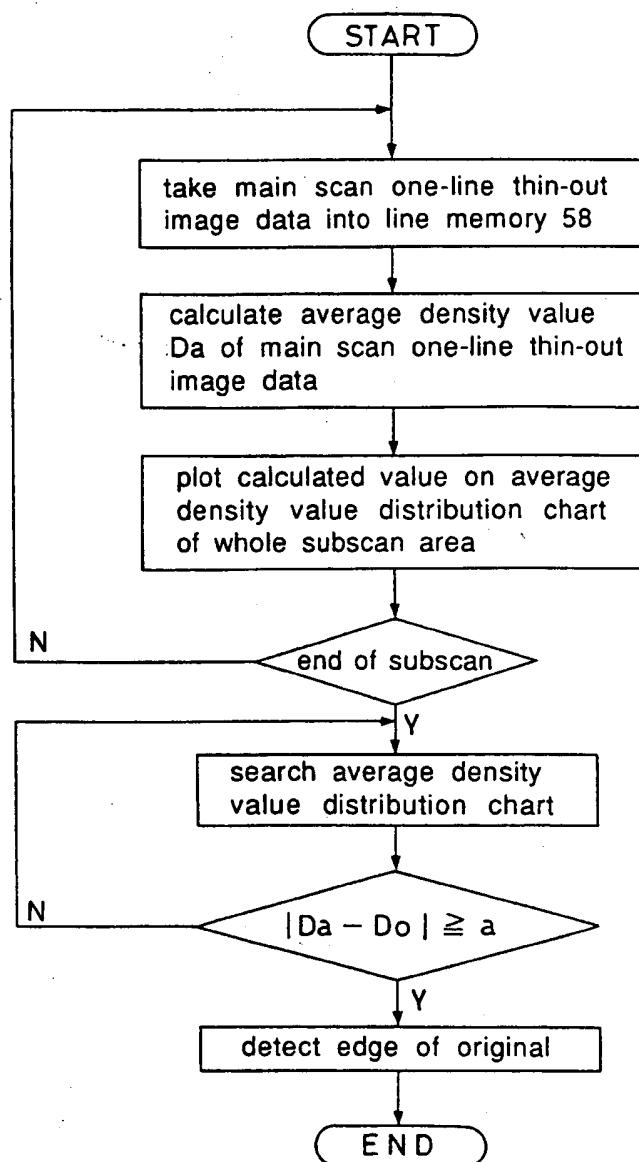 START
take main scan one-line thin-out
image data into line memory 58
calculate average density value
Da of main scan one-line thin-out
image data
plot calculated value on average
density value distribution chart
of whole subscan area
N
end of subscan
Y
search average density
value distribution chart
N
|Da − Do| ≧ a
Y
detect edge of original
END